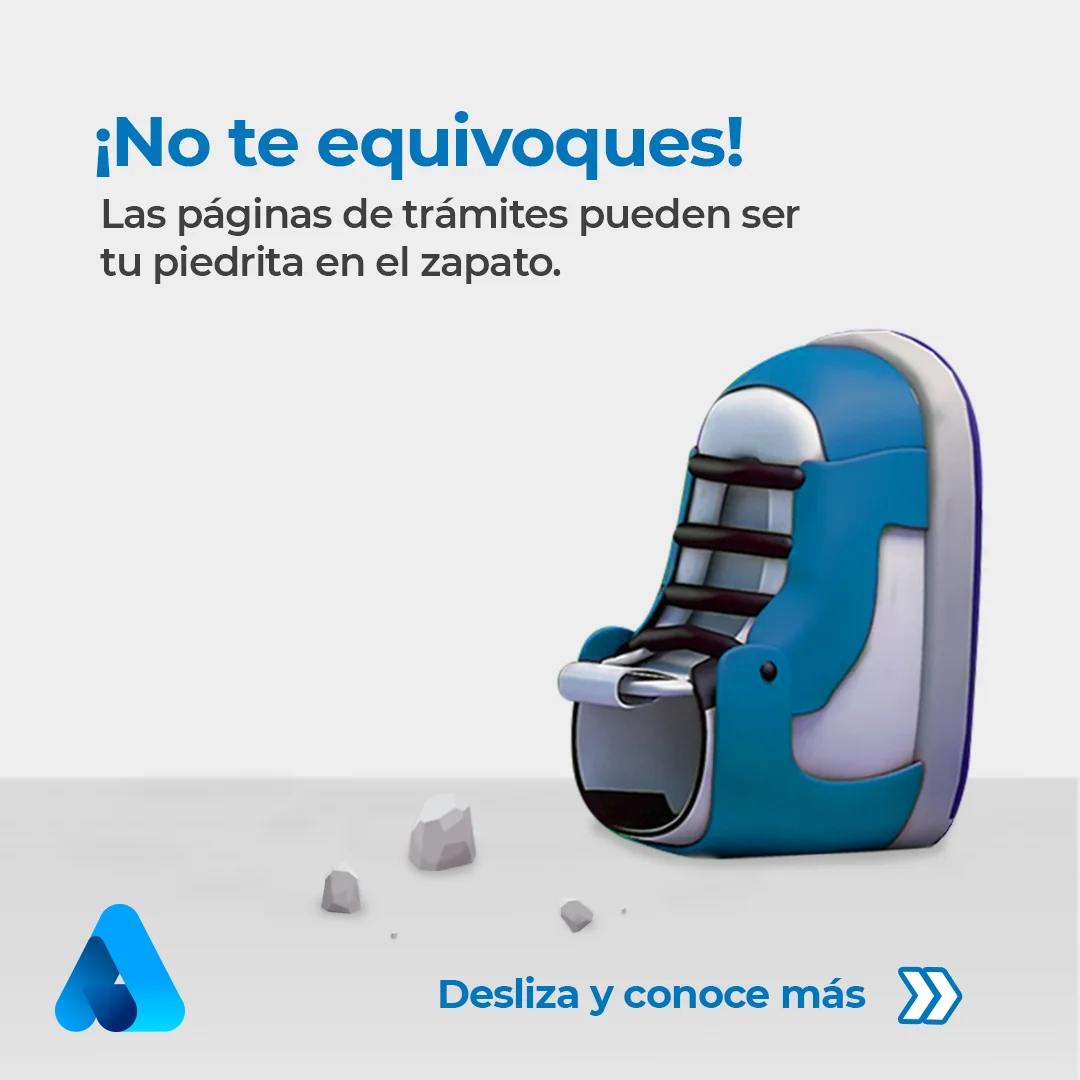 ¡No te equivoques!
Las páginas de trámites pueden ser
tu piedrita en el zapato.
Desliza y conoce más